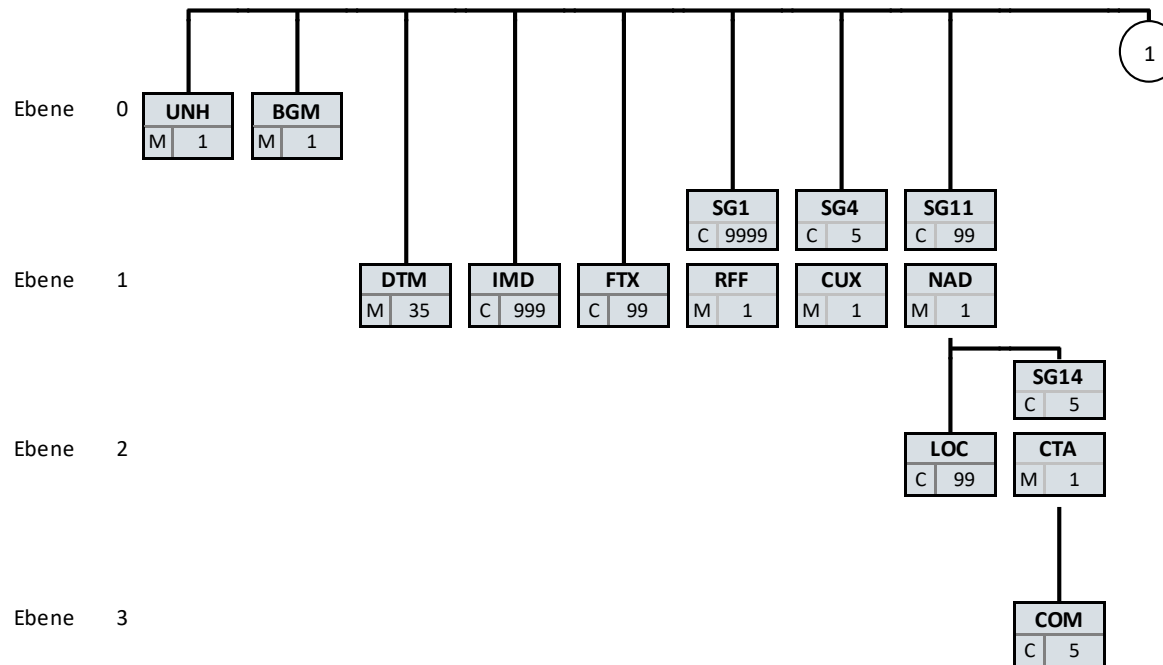 1
Ebene 0
UNH BGM
M 1 M 1
SG1 SG4 SG11
C 9999 C 5 C 99
Ebene 1
DTM IMD FTX RFF CUX NAD
M 35 C 999 C 99 M 1 M 1 M 1
SG14
C 5
Ebene 2
LOC CTA
C 99 M 1
Ebene 3
COM
C 5